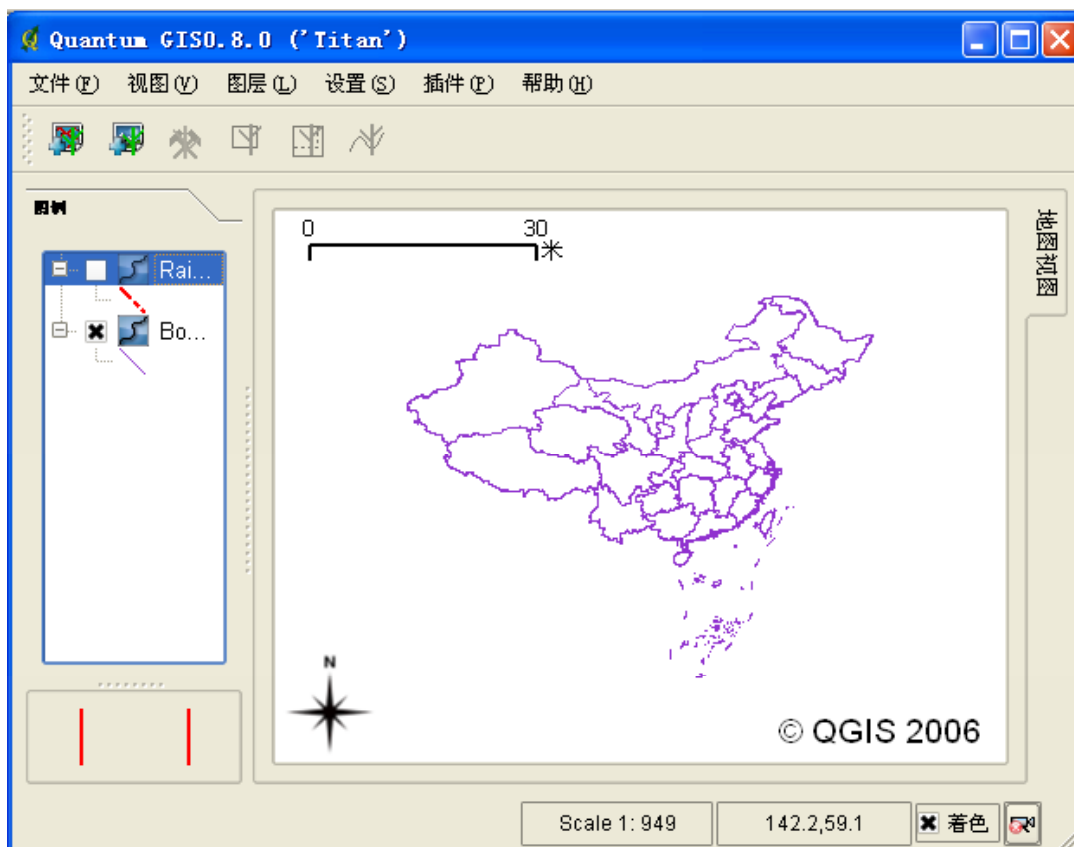 Quantum GIS0.8.0 ('Titan')
文件(F) 视图(V) 图层(L) 设置(S) 插件(P) 帮助(H)
图例
Rai...
Bo...
0 30
米
地图视图
N
© QGIS 2006
Scale 1: 949 142.2,59.1 着色